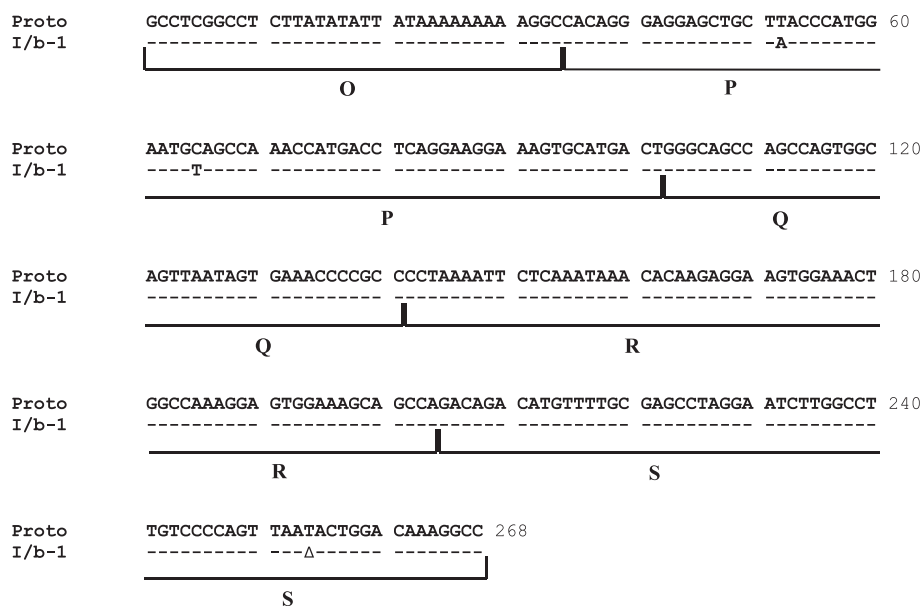 Proto GCCTCGGCCT CTTATATATT ATAAAAAAAA AGGCCACAGG GAGGAGCTGC TTACCCATGG 60
I/b-1 ---------- ---------- ---------- ---------- ---------- --A-------
O P
Proto AATGCAGCCA AACCATGACC TCAGGAAGGA AAGTGCATGA CTGGGCAGCC AGCCAGTGGC 120
I/b-1 ----T----- ---------- ---------- ---------- ---------- ----------
P Q
Proto AGTTAATAGT GAAACCCCGC CCCTAAAATT CTCAAATAAA CACAAGAGGA AGTGGAAACT 180
I/b-1 ---------- ---------- ---------- ---------- ---------- ----------
Q R
Proto GGCCAAAGGA GTGGAAAGCA GCCAGACAGA CATGTTTTGC GAGCCTAGGA ATCTTGGCCT 240
I/b-1 ---------- ---------- ---------- ---------- ---------- ----------
R S
Proto TGTCCCCAGT TAATACTGGA CAAAGGCC 268
I/b-1 ---------- ---Δ------ --------
S